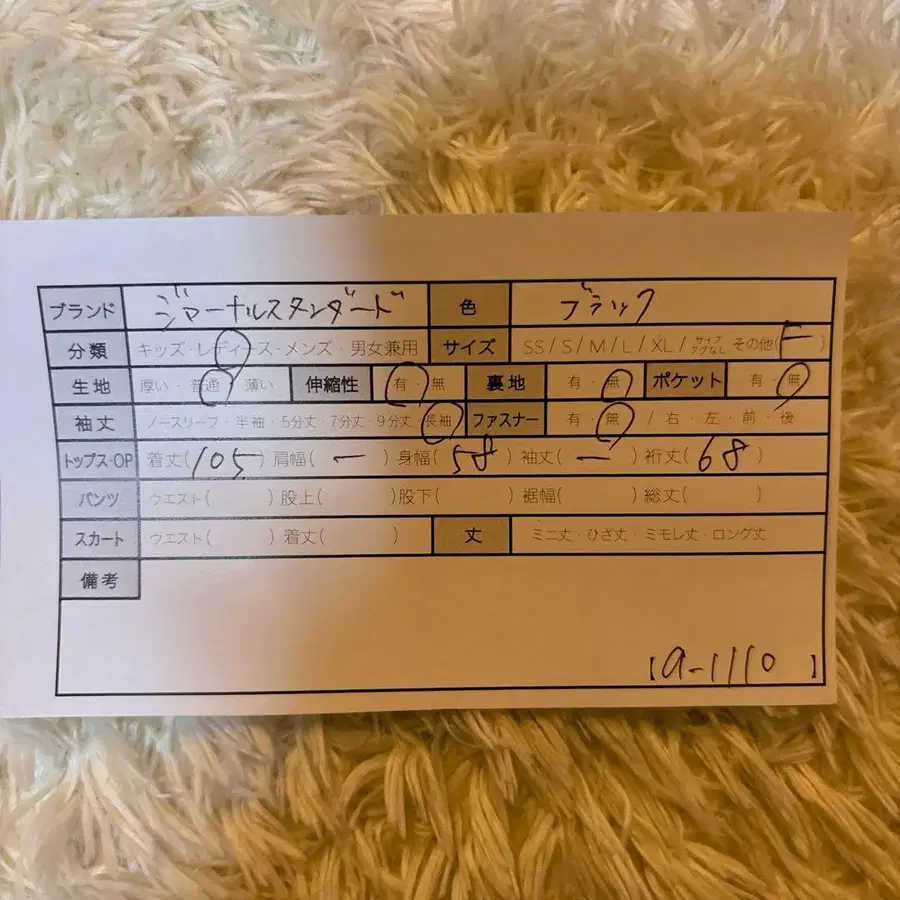 ブランド ジャーナルスタンダード 色 ブラック
分類 キッズ・レディース・メンズ・男女兼用 サイズ SS/S/M/L/XL/サイズタグなし その他(F)
生地 厚い・普通・薄い 伸縮性 有・無 裏地 有・無 ポケット 有・無
袖丈 ノースリーブ・半袖・5分丈・7分丈・9分丈・長袖 ファスナー 有・無 / 右・左・前・後
トップス・OP 着丈(105) 肩幅(ー) 身幅(58) 袖丈(ー) 裄丈(68)
パンツ ウエスト( ) 股上( ) 股下( ) 裾幅( ) 総丈( )
スカート ウエスト( ) 着丈( ) 丈 ミニ丈・ひざ丈・ミモレ丈・ロング丈
備考
【a-1110 】